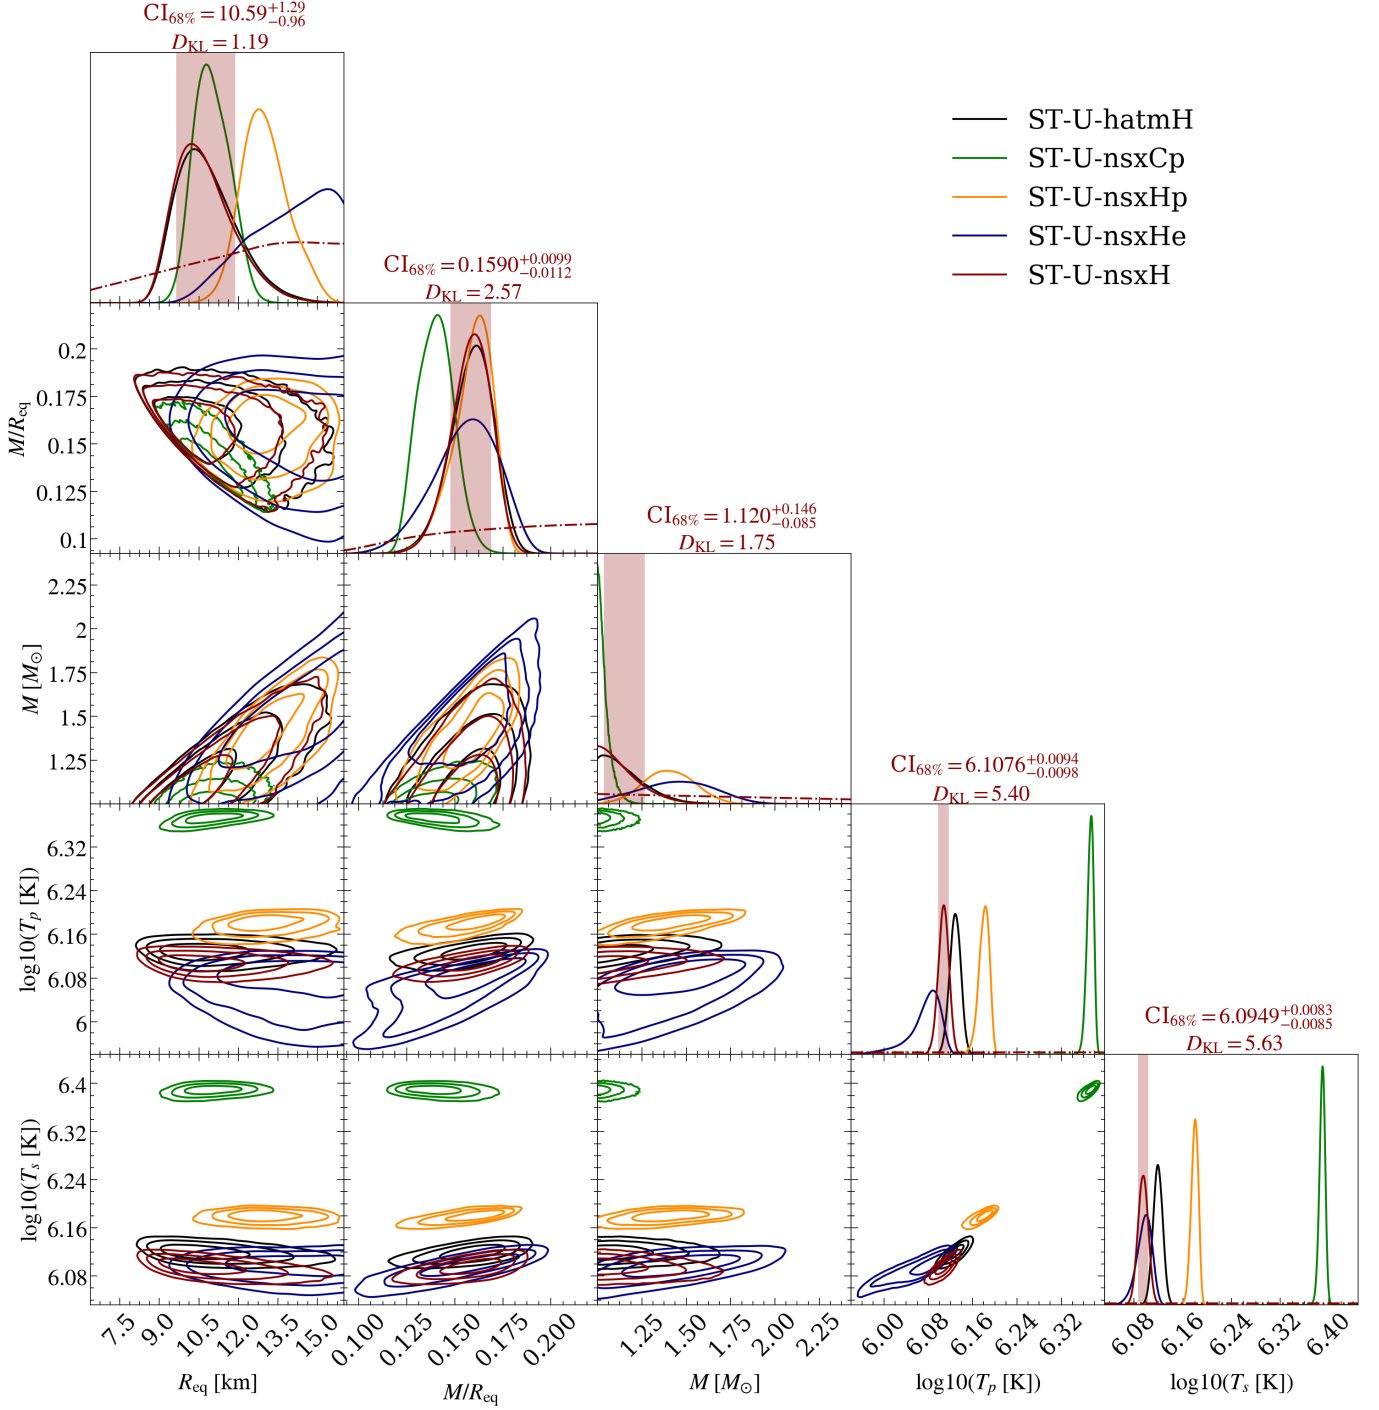 CI68% = 10.59 +1.29 −0.96
DKL = 1.19
ST-U-hatmH
ST-U-nsxCp
ST-U-nsxHp
ST-U-nsxHe
ST-U-nsxH
CI68% = 0.1590 +0.0099 −0.0112
DKL = 2.57
M/Req
0.2
0.175
0.15
0.125
0.1
CI68% = 1.120 +0.146 −0.085
DKL = 1.75
M [M⊙]
2.25
2
1.75
1.5
1.25
CI68% = 6.1076 +0.0094 −0.0098
DKL = 5.40
log10(Tp [K])
6.32
6.24
6.16
6.08
6
CI68% = 6.0949 +0.0083 −0.0085
DKL = 5.63
log10(Ts [K])
6.4
6.32
6.24
6.16
6.08
7.5 9.0 10.5 12.0 13.5 15.0 0.100 0.125 0.150 0.175 0.200 1.25 1.50 1.75 2.00 2.25 6.00 6.08 6.16 6.24 6.32 6.08 6.16 6.24 6.32 6.40
Req [km] M/Req M [M⊙] log10(Tp [K]) log10(Ts [K])